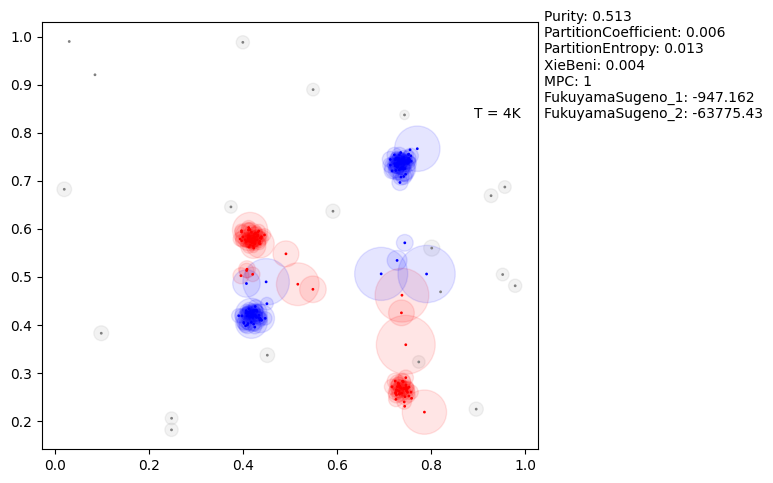 Purity: 0.513
PartitionCoefficient: 0.006
PartitionEntropy: 0.013
XieBeni: 0.004
MPC: 1
FukuyamaSugeno_1: -947.162
FukuyamaSugeno_2: -63775.43
T = 4K
1.0
0.9
0.8
0.7
0.6
0.5
0.4
0.3
0.2
0.0 0.2 0.4 0.6 0.8 1.0